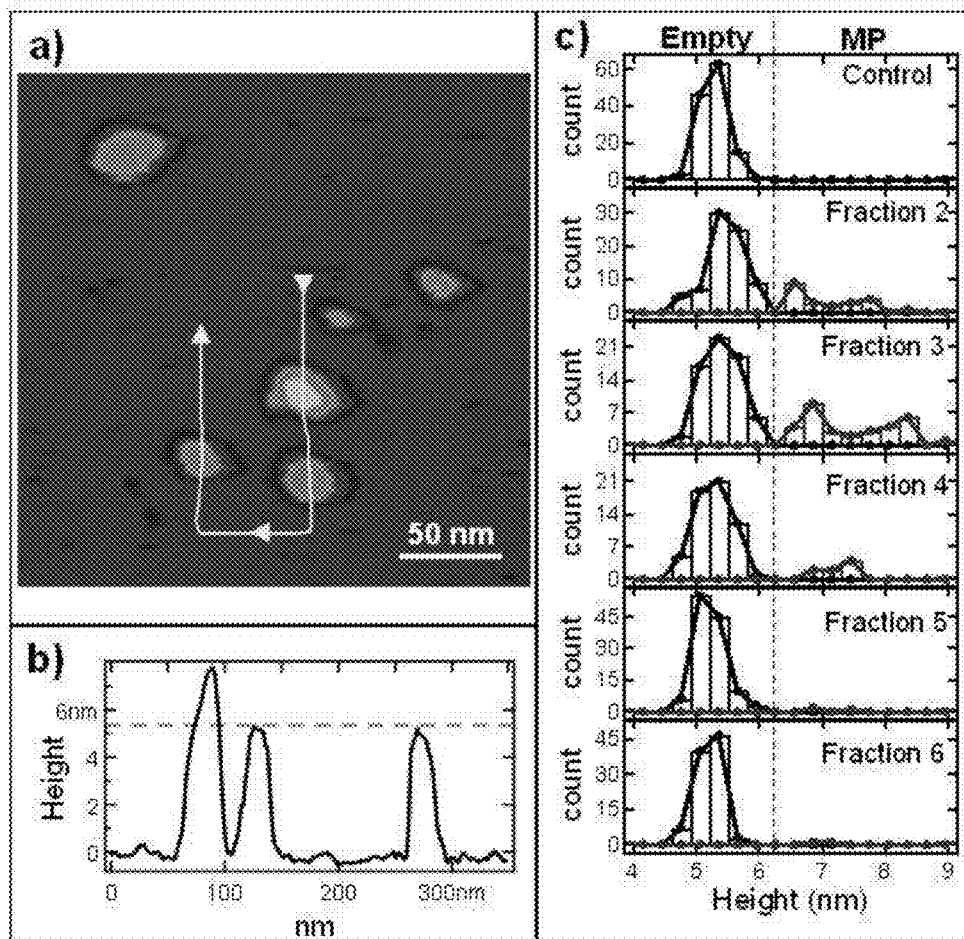 a)
50 nm
b)
6nm
4
2
0
Height
0 100 200 300nm
nm
c) Empty MP
Control
60
40
20
0
count
Fraction 2
30
20
10
0
count
Fraction 3
21
14
7
0
count
Fraction 4
21
14
7
0
count
Fraction 5
45
30
15
0
count
Fraction 6
45
30
15
0
count
4 5 6 7 8 9
Height (nm)